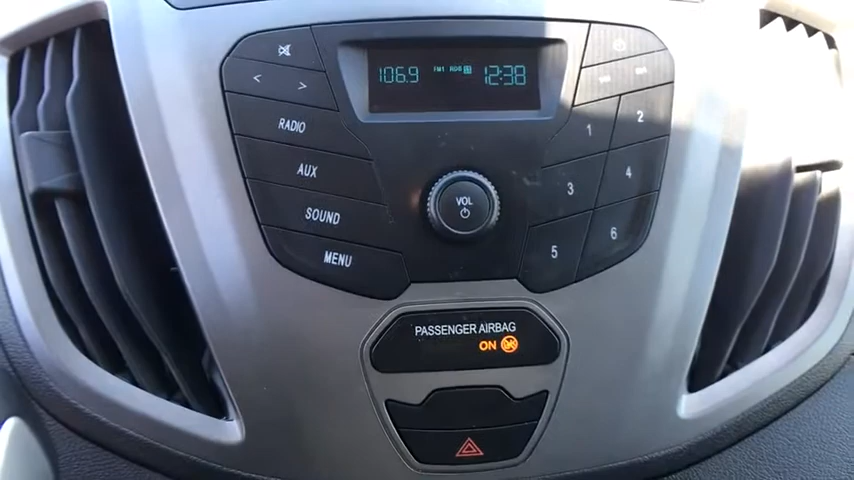 106.9 FM1 RDS 12:38
RADIO
AUX
SOUND
MENU
VOL
1 2
3 4
5 6
PASSENGER AIRBAG
ON